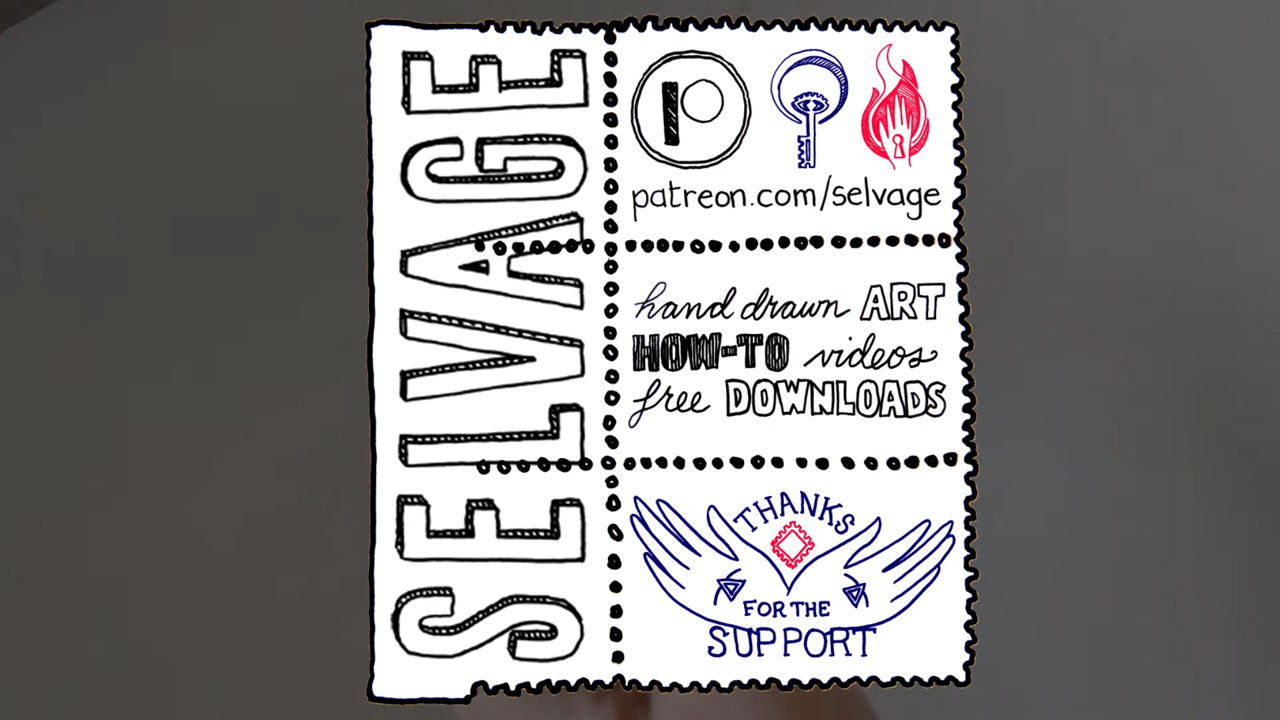 SELVAGE
patreon.com/selvage
hand drawn ART
HOW-TO videos
free DOWNLOADS
THANKS
FOR THE
SUPPORT